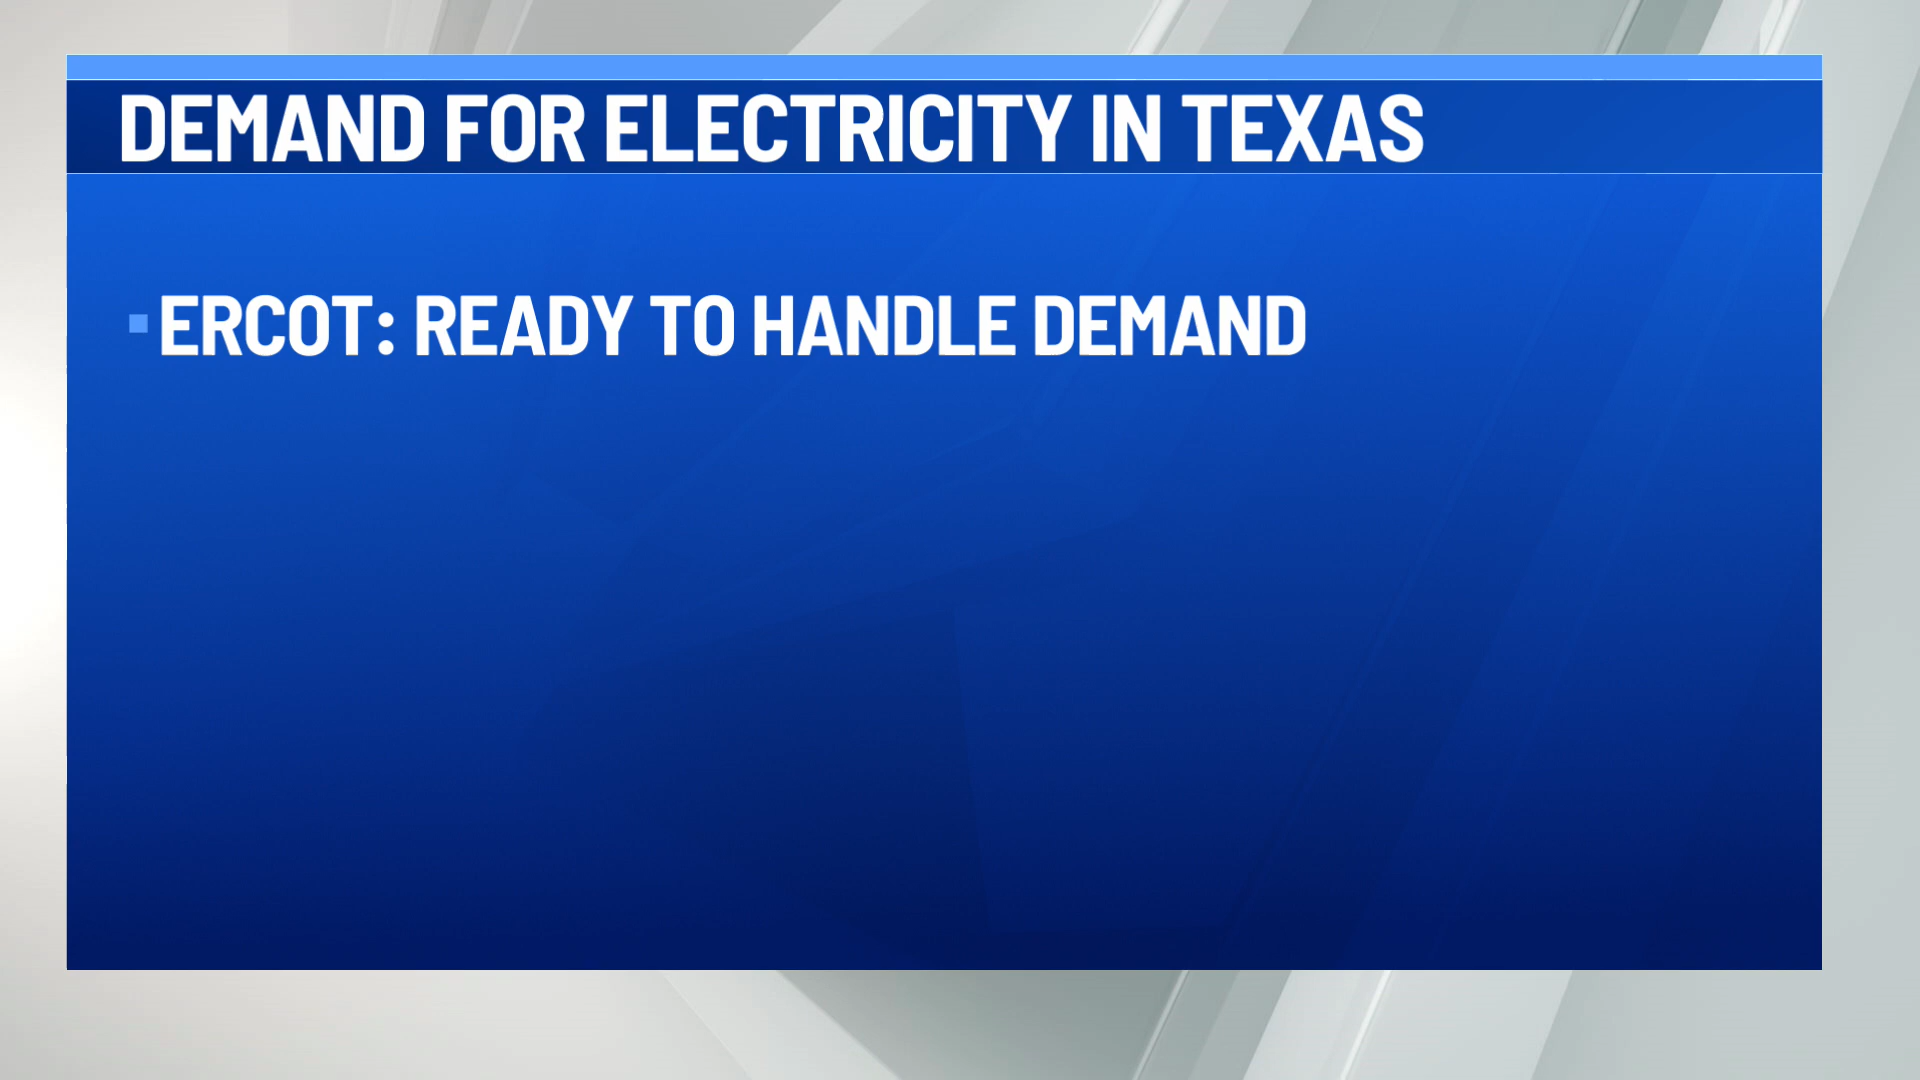 DEMAND FOR ELECTRICITY IN TEXAS
ERCOT: READY TO HANDLE DEMAND